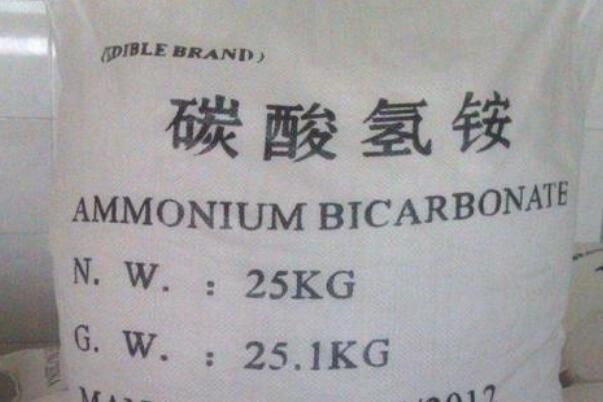 (EDIBLE BRAND)
碳酸氢铵
AMMONIUM BICARBONATE
N. W. : 25KG
G. W. : 25.1KG